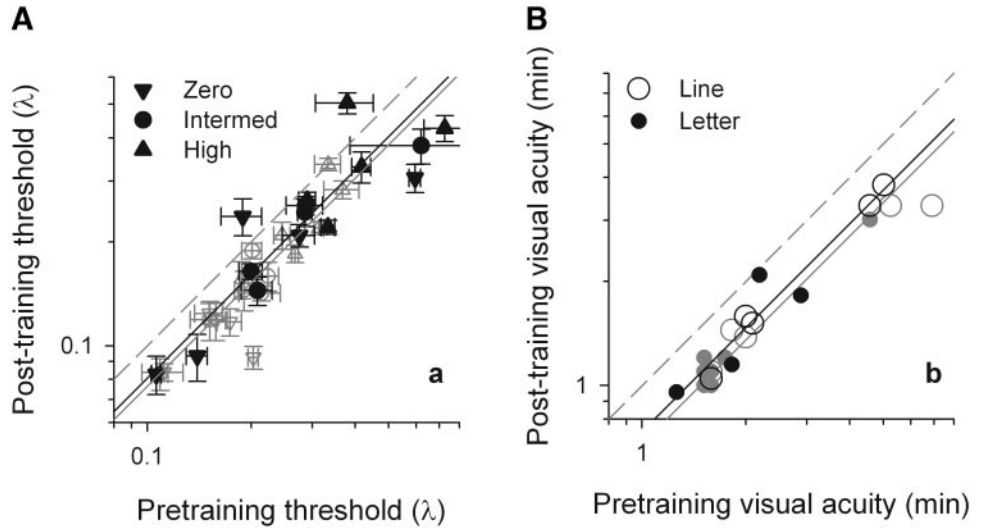 A
Post-training threshold (λ)
Zero
Intermed
High
0.1
a
0.1
Pretraining threshold (λ)
B
Post-training visual acuity (min)
Line
Letter
1
b
1
Pretraining visual acuity (min)